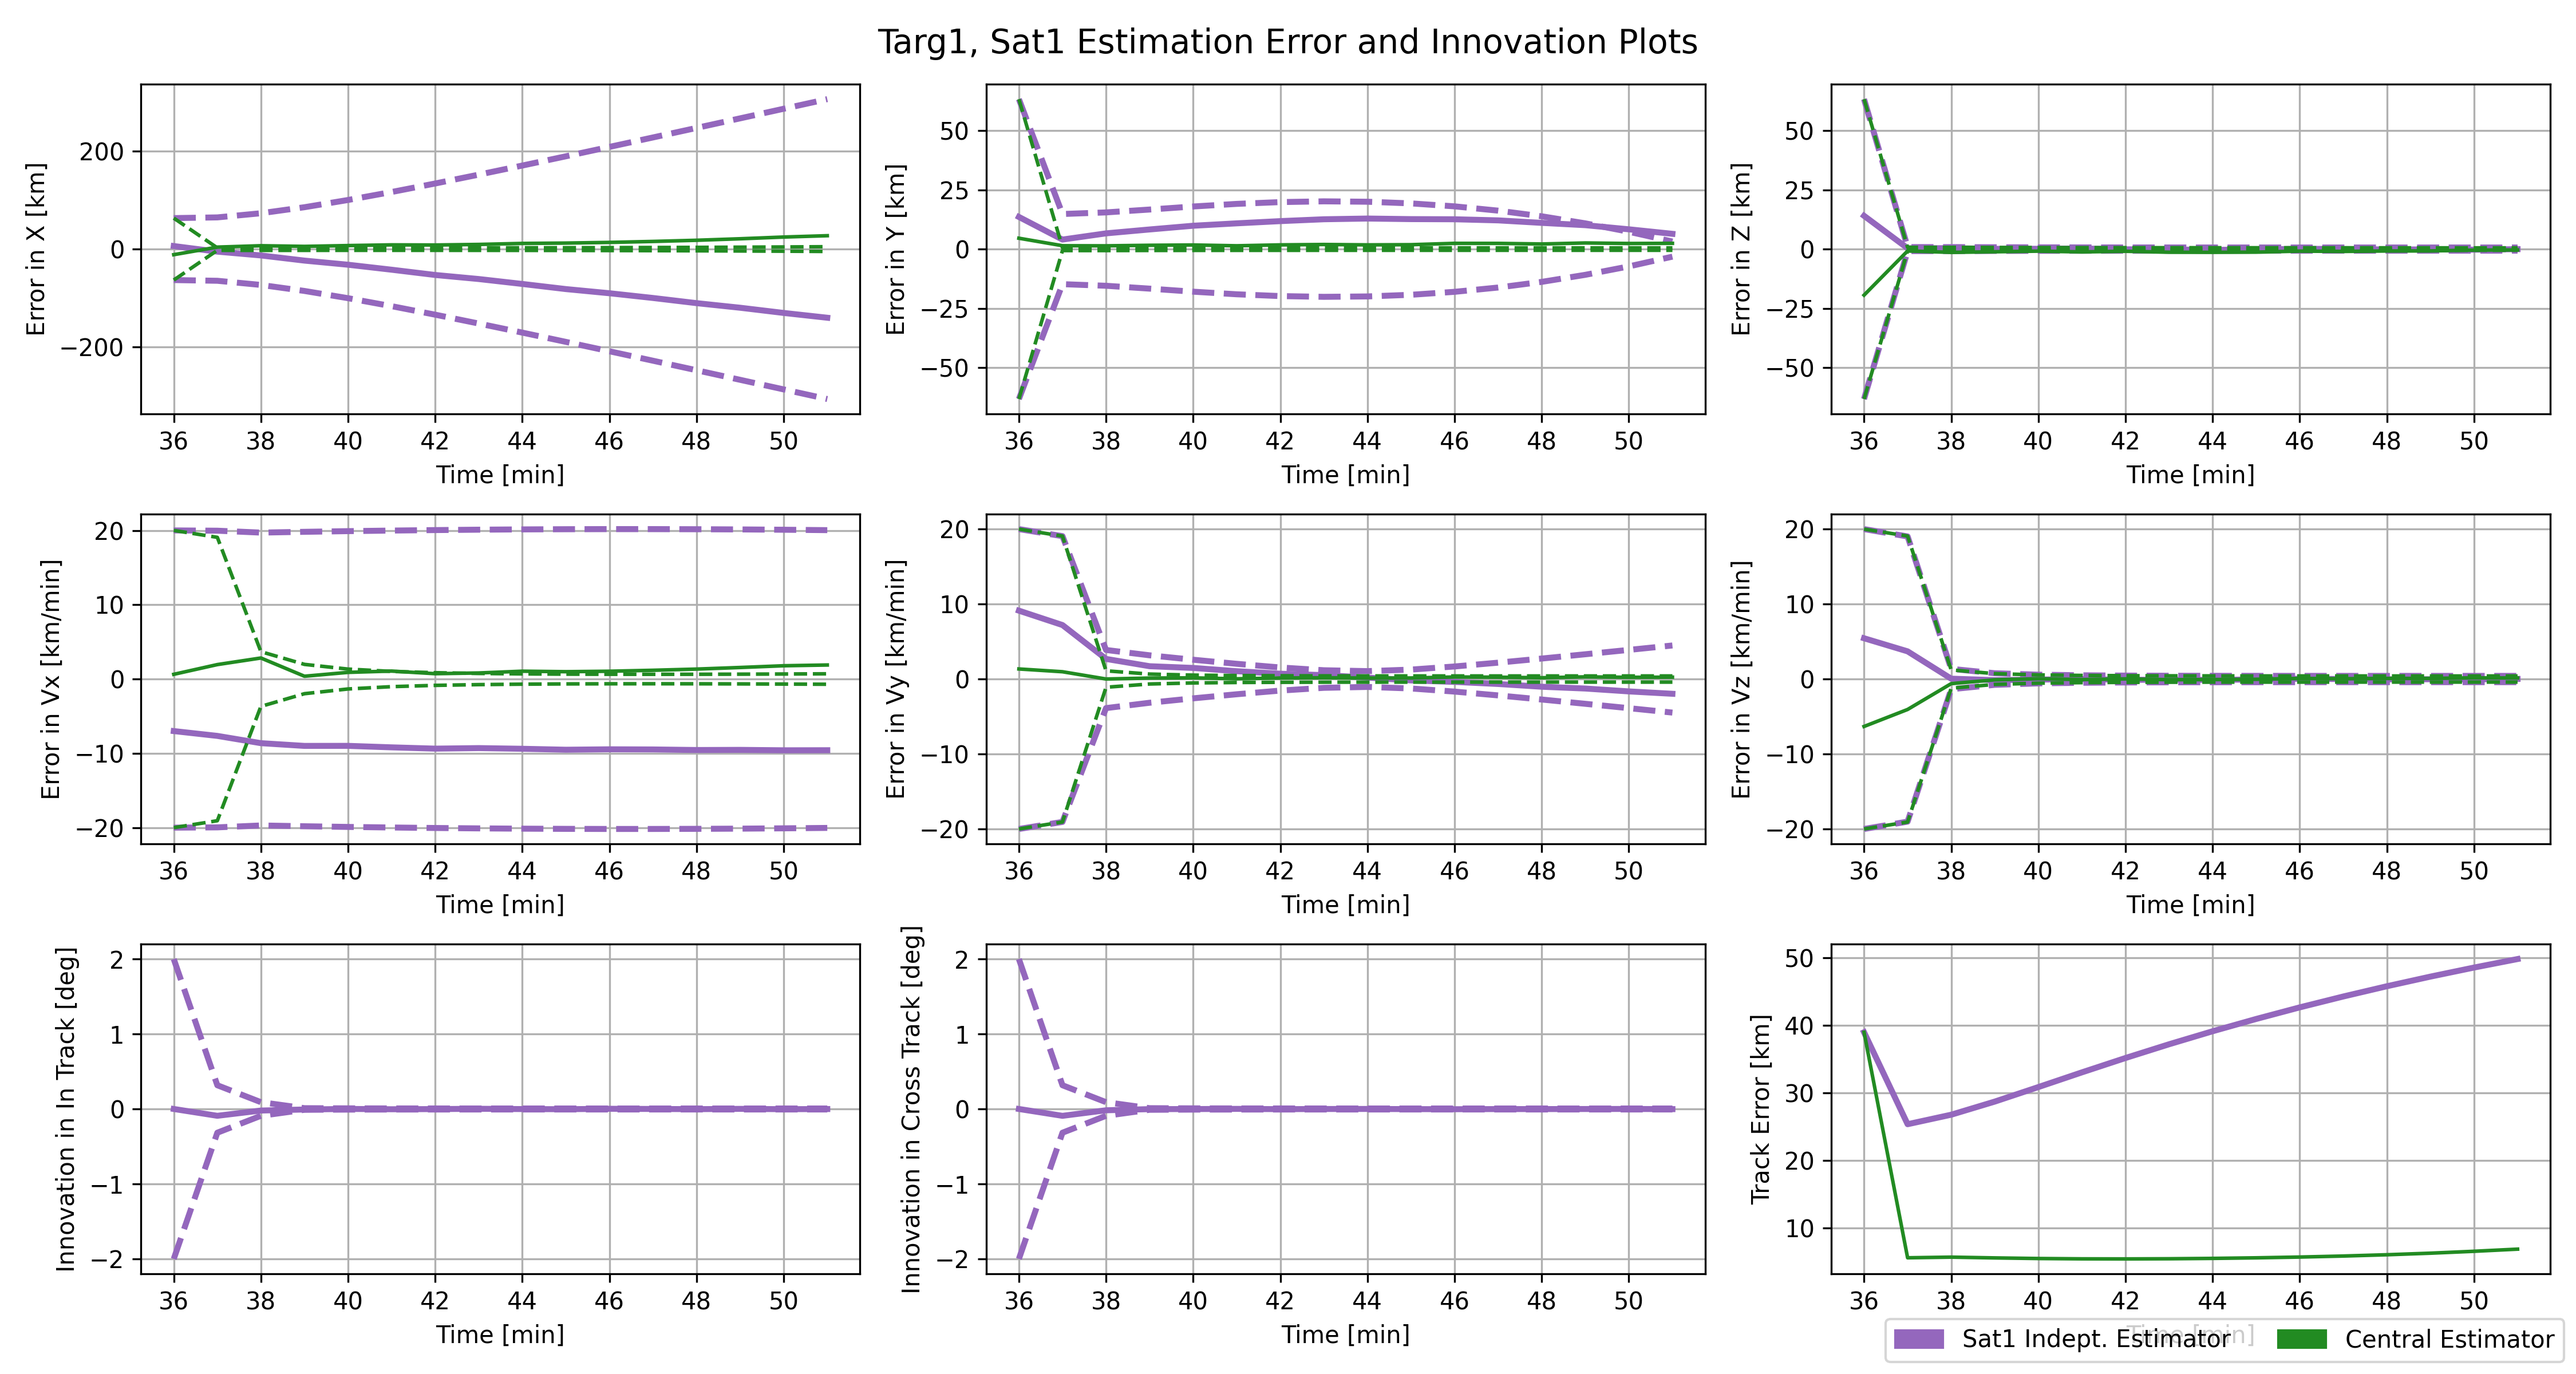 Targ1, Sat1 Estimation Error and Innovation Plots
Error in X [km]
200
0
−200
36 38 40 42 44 46 48 50
Time [min]
Error in Y [km]
50
25
0
−25
−50
36 38 40 42 44 46 48 50
Time [min]
Error in Z [km]
50
25
0
−25
−50
36 38 40 42 44 46 48 50
Time [min]
Error in Vx [km/min]
20
10
0
−10
−20
36 38 40 42 44 46 48 50
Time [min]
Error in Vy [km/min]
20
10
0
−10
−20
36 38 40 42 44 46 48 50
Time [min]
Error in Vz [km/min]
20
10
0
−10
−20
36 38 40 42 44 46 48 50
Time [min]
Innovation in In Track [deg]
2
1
0
−1
−2
36 38 40 42 44 46 48 50
Time [min]
Innovation in Cross Track [deg]
2
1
0
−1
−2
36 38 40 42 44 46 48 50
Time [min]
Track Error [km]
50
40
30
20
10
36 38 40 42 44 46 48 50
Time [min]
Sat1 Indept. Estimator
Central Estimator